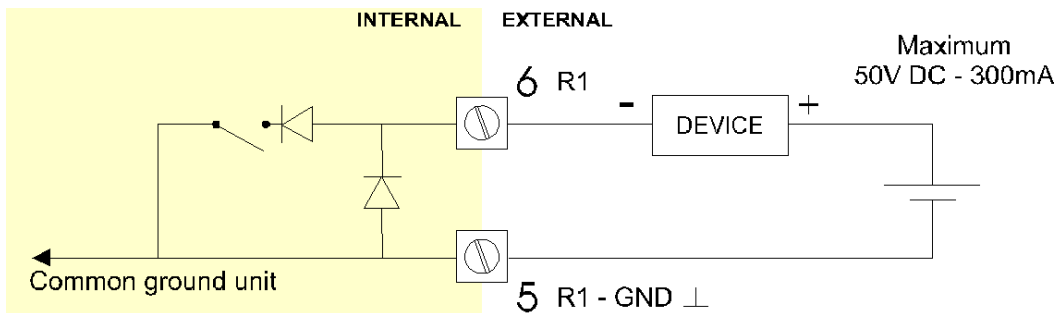 INTERNAL EXTERNAL
Maximum
50V DC - 300mA
6 R1
- DEVICE +
Common ground unit
5 R1 - GND ⊥